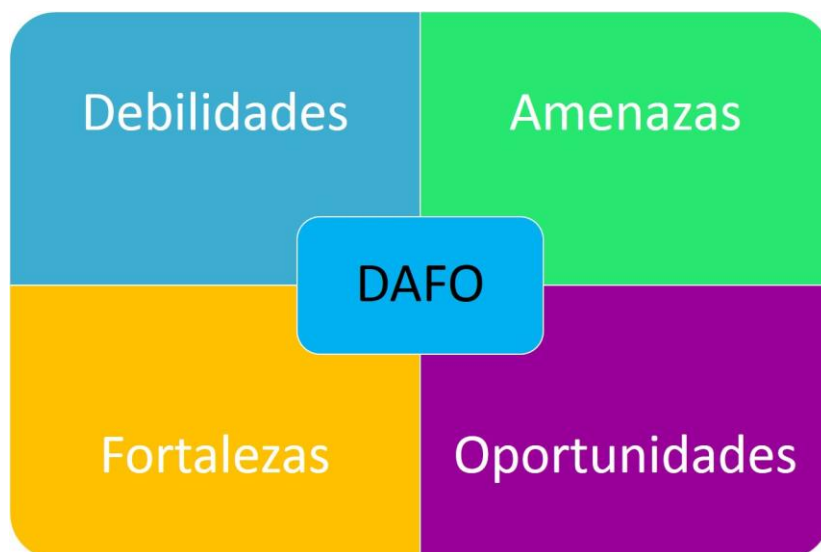 Debilidades
Amenazas
DAFO
Fortalezas
Oportunidades